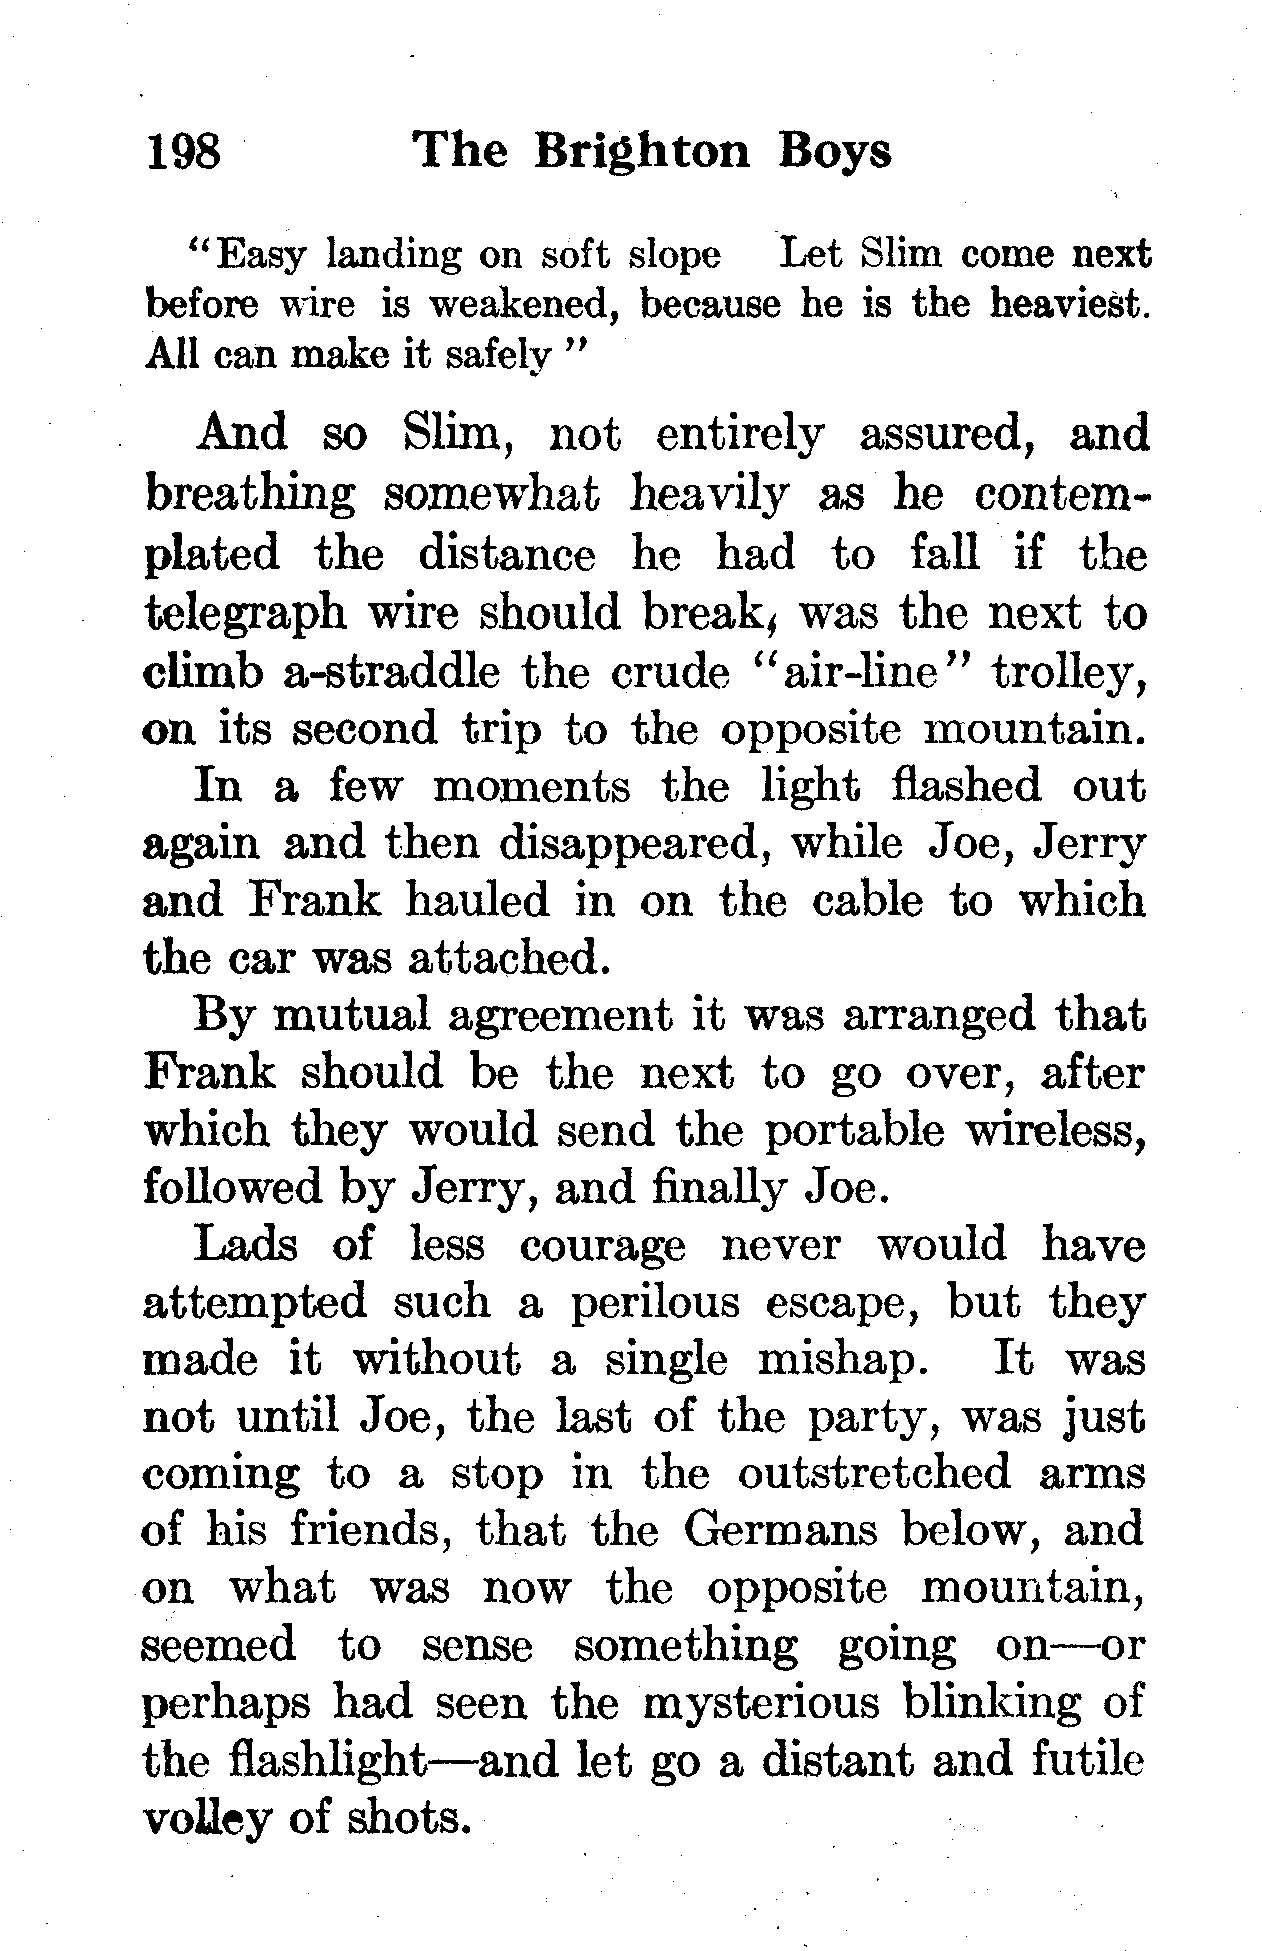 198 The Brighton Boys
“Easy landing on soft slope Let Slim come next
before wire is weakened, because he is the heaviest.
All can make it safely ”
And so Slim, not entirely assured, and
breathing somewhat heavily as he contem-
plated the distance he had to fall if the
telegraph wire should break, was the next to
climb a-straddle the crude “air-line” trolley,
on its second trip to the opposite mountain.
In a few moments the light flashed out
again and then disappeared, while Joe, Jerry
and Frank hauled in on the cable to which
the car was attached.
By mutual agreement it was arranged that
Frank should be the next to go over, after
which they would send the portable wireless,
followed by Jerry, and finally Joe.
Lads of less courage never would have
attempted such a perilous escape, but they
made it without a single mishap. It was
not until Joe, the last of the party, was just
coming to a stop in the outstretched arms
of his friends, that the Germans below, and
on what was now the opposite mountain,
seemed to sense something going on—or
perhaps had seen the mysterious blinking of
the flashlight—and let go a distant and futile
volley of shots.